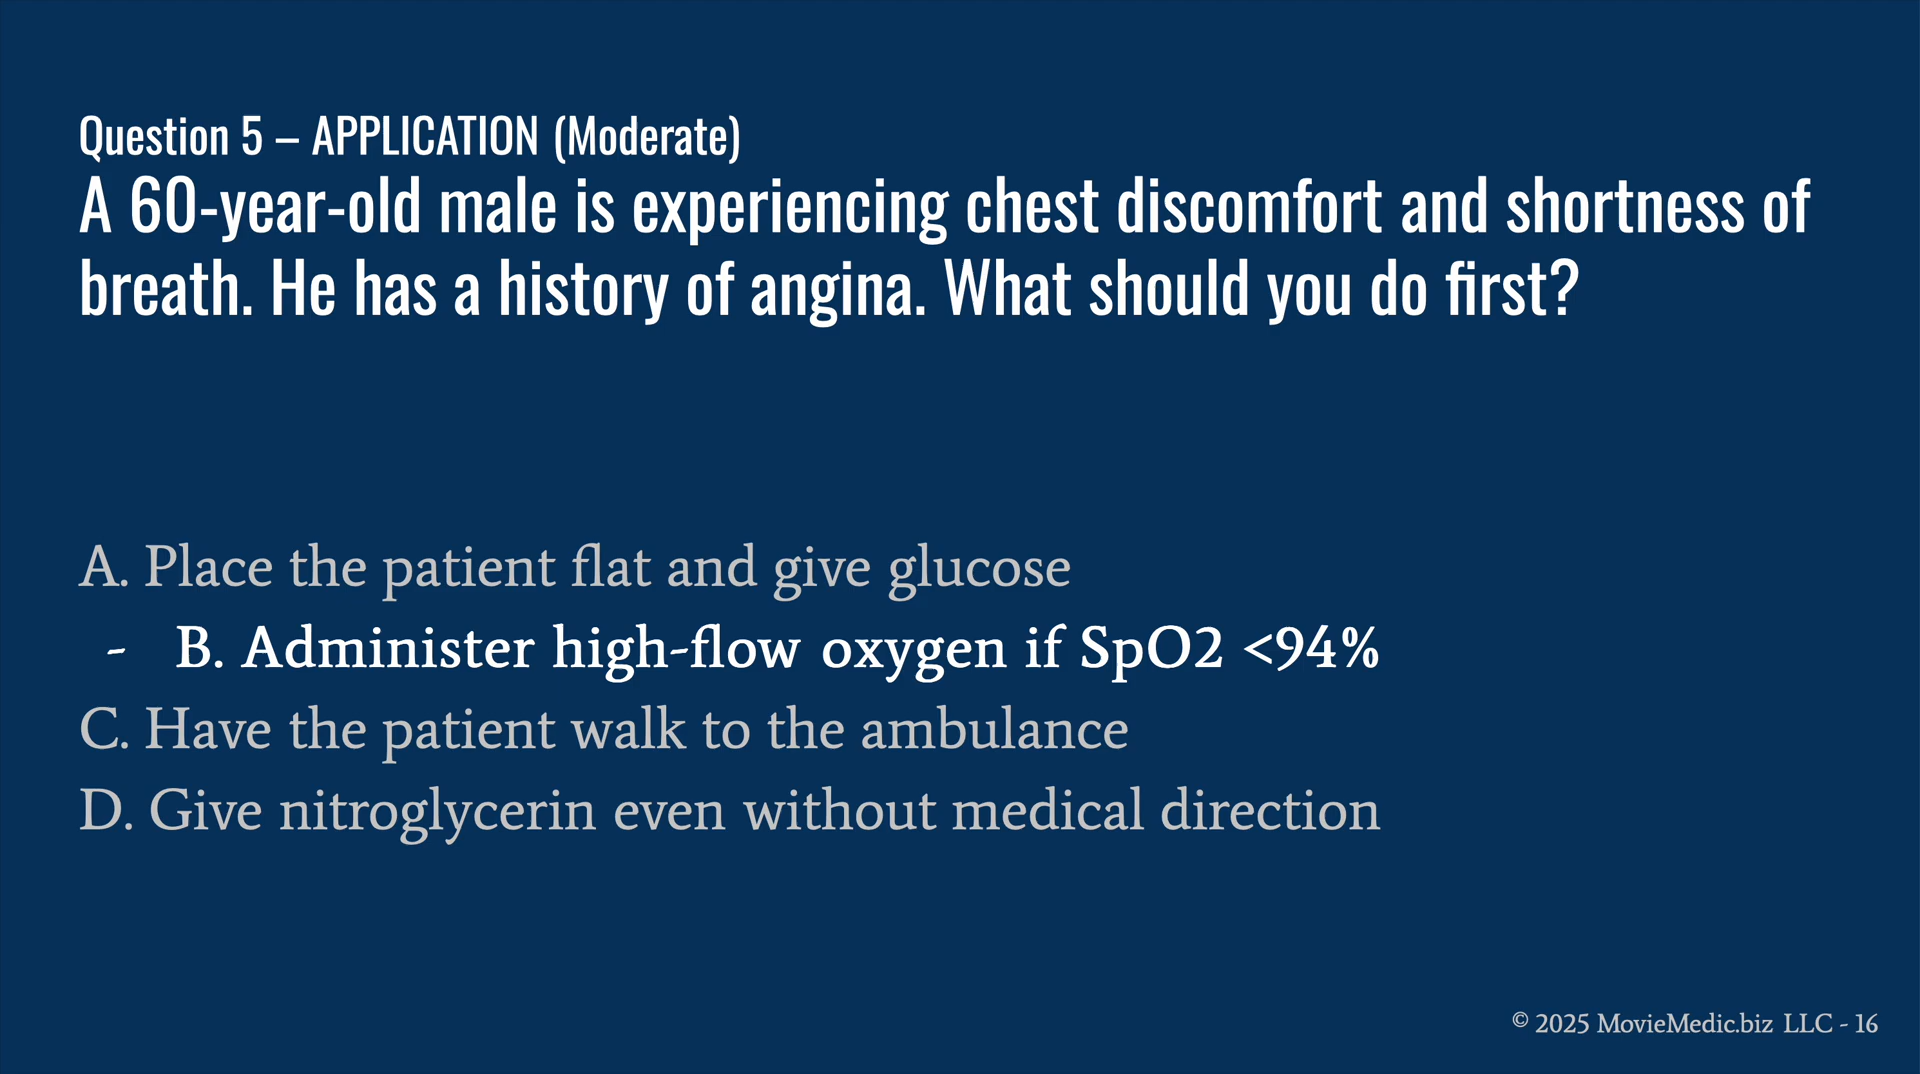 Question 5 – APPLICATION (Moderate)
A 60-year-old male is experiencing chest discomfort and shortness of
breath. He has a history of angina. What should you do first?
A. Place the patient flat and give glucose
- B. Administer high-flow oxygen if SpO2 <94%
C. Have the patient walk to the ambulance
D. Give nitroglycerin even without medical direction
© 2025 MovieMedic.biz LLC - 16